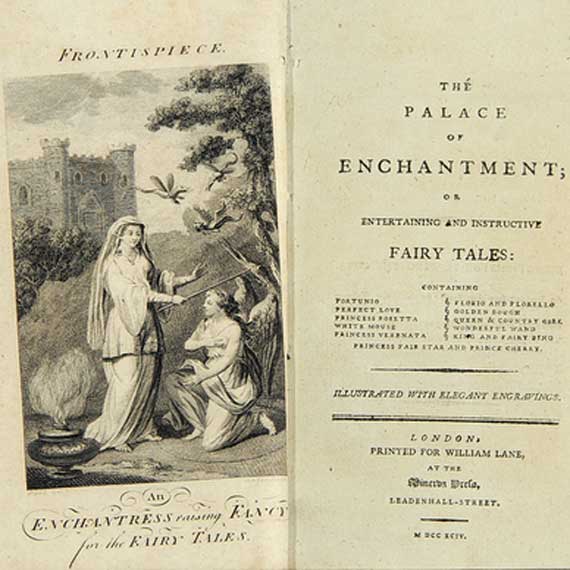 FRONTISPIECE.
An
ENCHANTRESS raising FANCY
for the FAIRY TALES.
THE
PALACE
OF
ENCHANTMENT;
OR
ENTERTAINING AND INSTRUCTIVE
FAIRY TALES:
CONTAINING
FORTUNIO
PERFECT LOVE
PRINCESS ROSETTA
WHITE MOUSE
PRINCESS VERENATA
FLORIO AND FLORELLO
GOLDEN BOUGH
QUEEN & COUNTRY GIRL
WONDERFUL WAND
KING AND FAIRY RING
PRINCESS FAIR STAR AND PRINCE CHERRY.
ILLUSTRATED WITH ELEGANT ENGRAVINGS.
LONDON,
PRINTED FOR WILLIAM LANE,
AT THE
Minerva Press,
LEADENHALL-STREET.
M DCC XCIV.